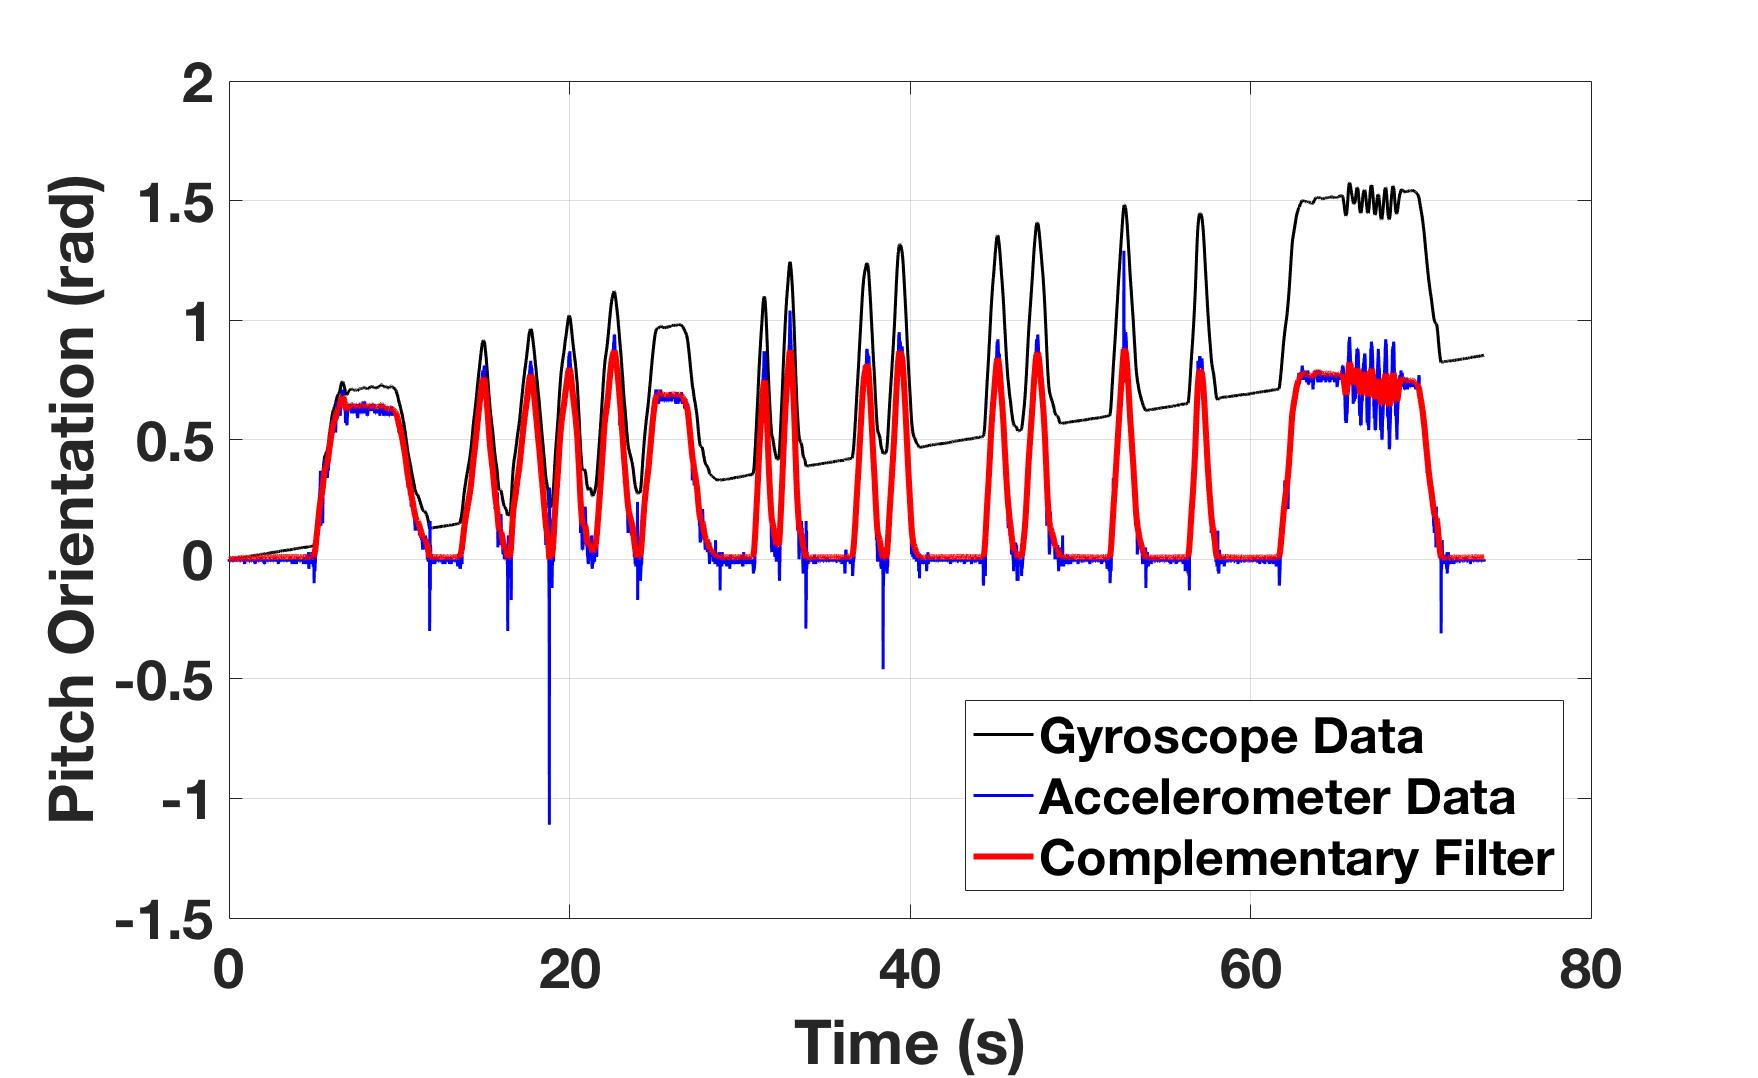 Pitch Orientation (rad)
2
1.5
1
0.5
0
-0.5
-1
-1.5
Gyroscope Data
Accelerometer Data
Complementary Filter
0 20 40 60 80
Time (s)